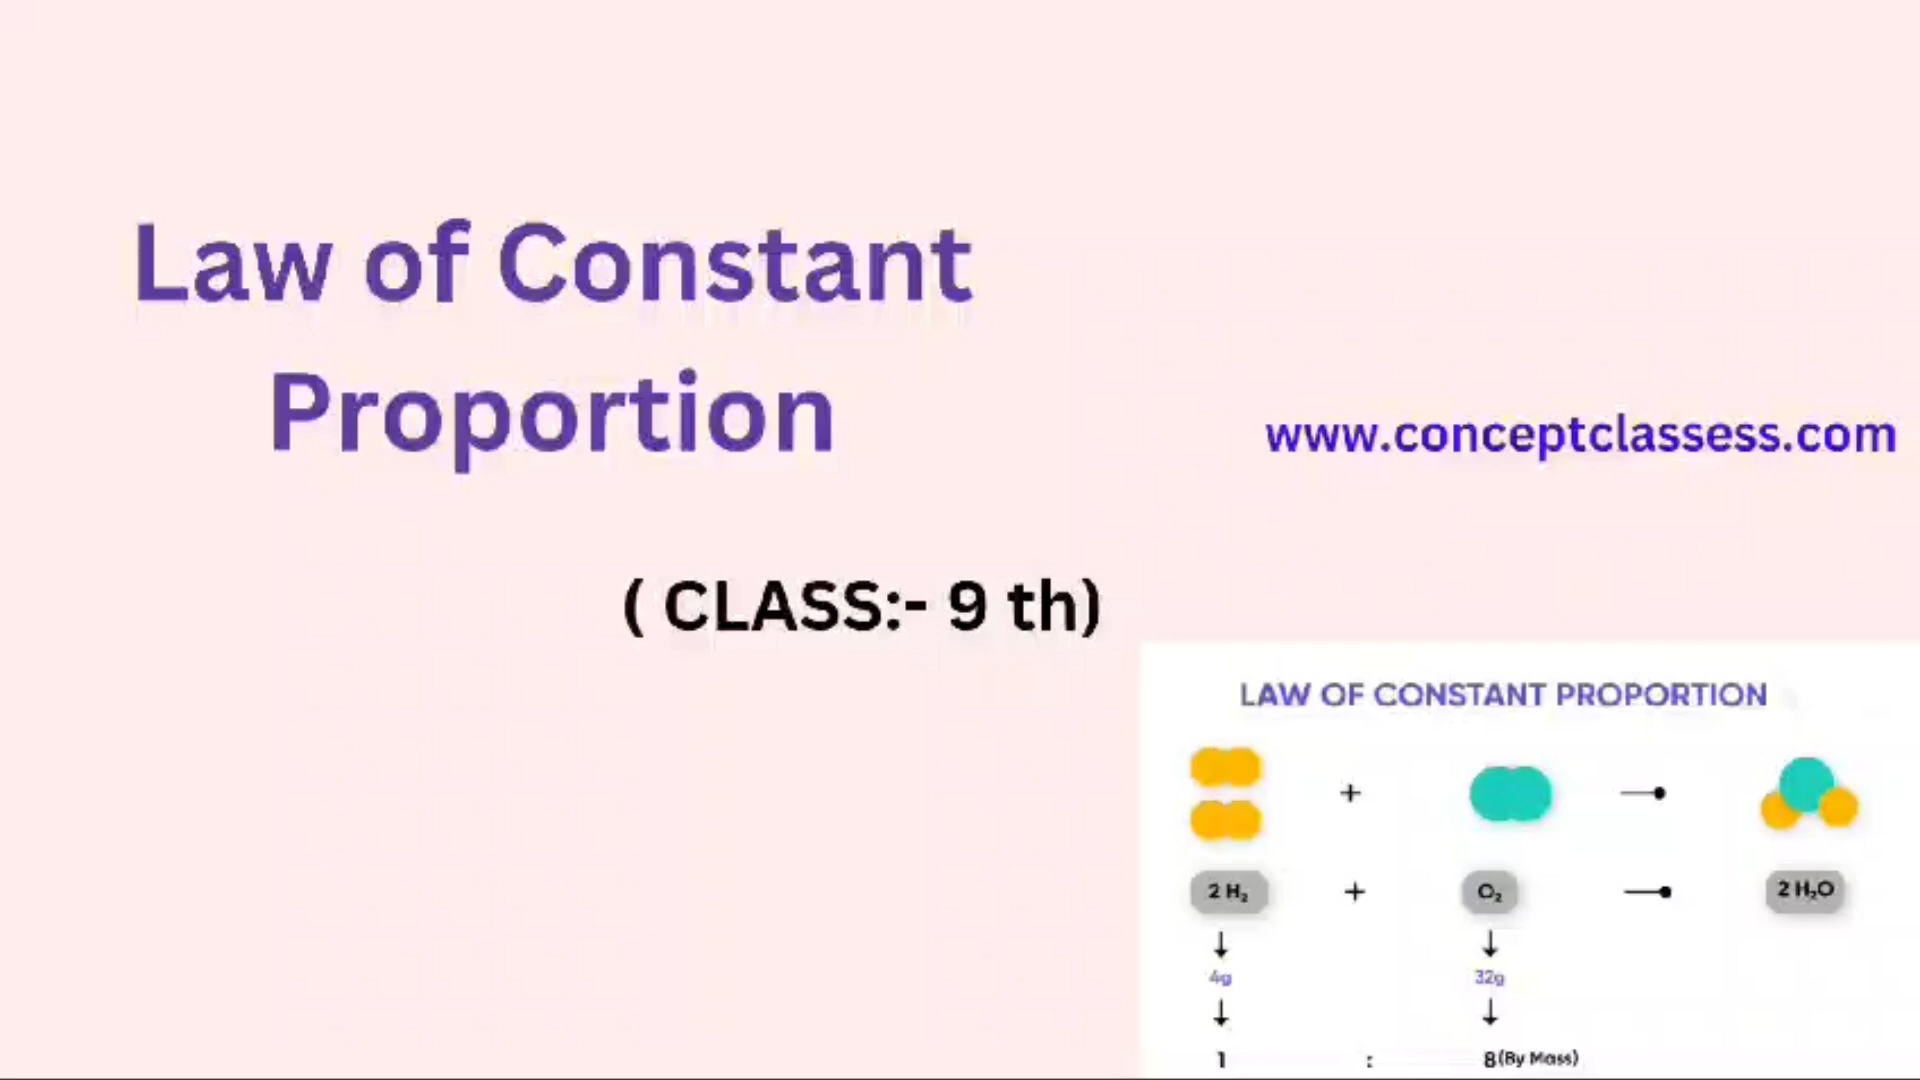 Law of Constant
Proportion
www.conceptclassess.com
( CLASS:- 9 th)
LAW OF CONSTANT PROPORTION
+
2 H₂ + O₂ 2 H₂O
4g 32g
1 : 8(By Mass)